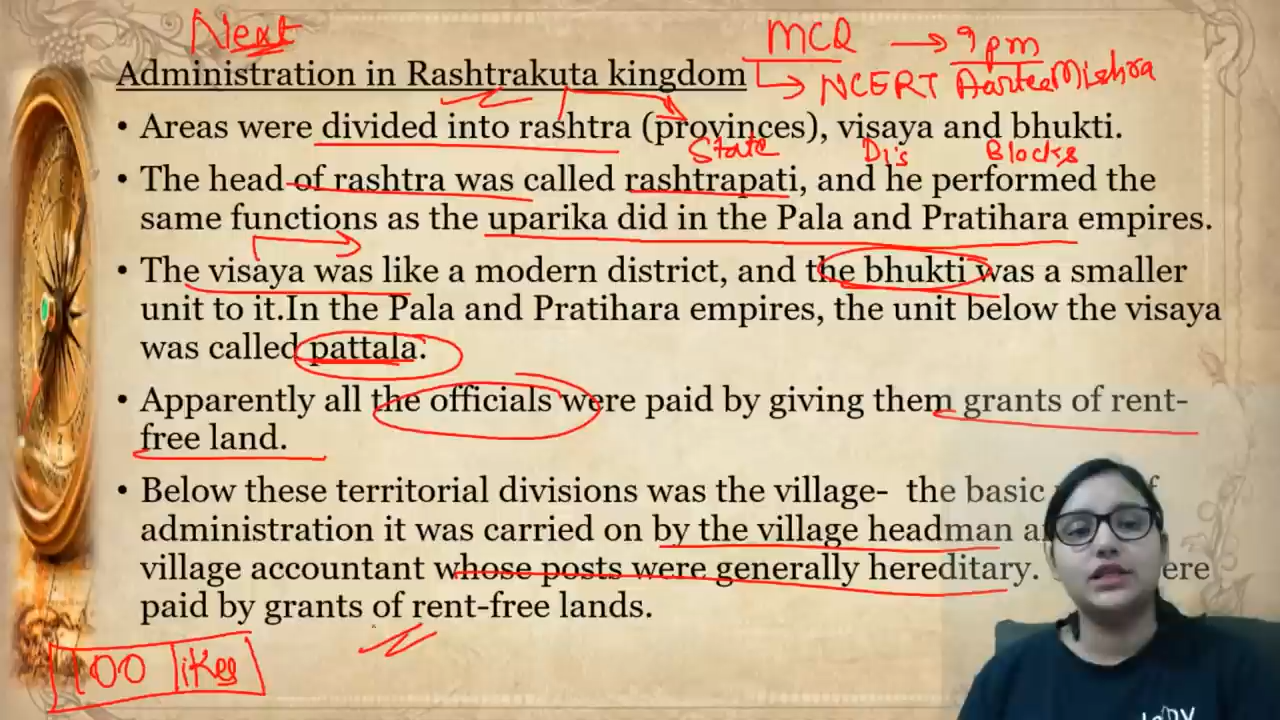 Next
MCQ → 9 pm
Administration in Rashtrakuta kingdom
→ NCERT Aartee Mishra
• Areas were divided into rashtra (provinces), visaya and bhukti.
State Dis Blocks
• The head of rashtra was called rashtrapati, and he performed the
same functions as the uparika did in the Pala and Pratihara empires.
• The visaya was like a modern district, and the bhukti was a smaller
unit to it.In the Pala and Pratihara empires, the unit below the visaya
was called pattala.
• Apparently all the officials were paid by giving them grants of rent-
free land.
• Below these territorial divisions was the village- the basic
administration it was carried on by the village headman
village accountant whose posts were generally hereditary.
paid by grants of rent-free lands.
100 likes